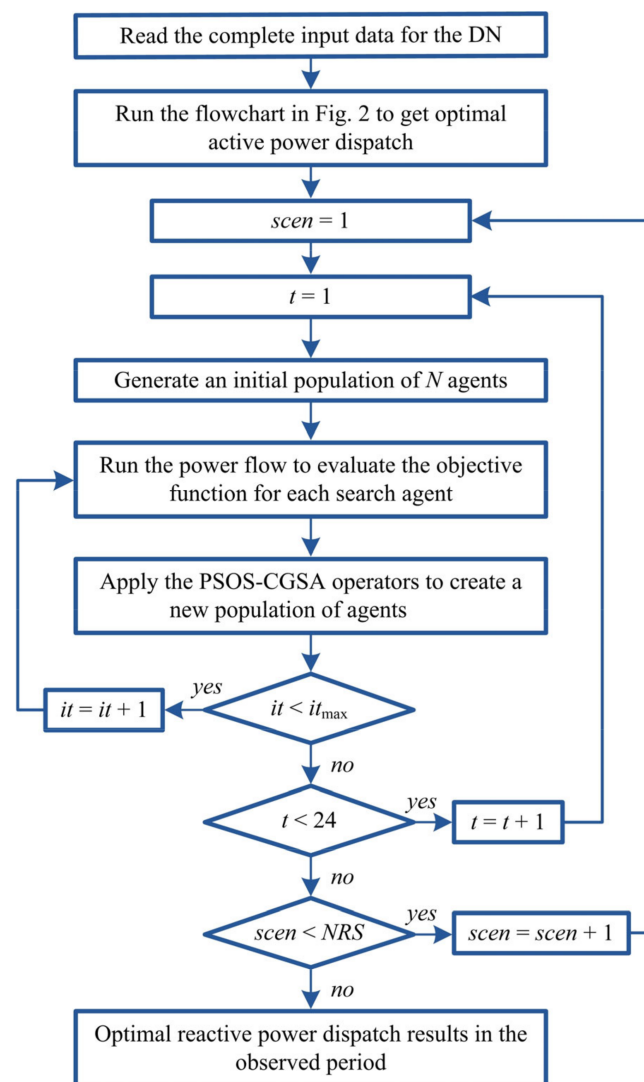 Read the complete input data for the DN
Run the flowchart in Fig. 2 to get optimal
active power dispatch
scen = 1
t = 1
Generate an initial population of N agents
Run the power flow to evaluate the objective
function for each search agent
Apply the PSOS-CGSA operators to create a
new population of agents
yes
it = it + 1
it < itmax
no
yes
t < 24
t = t + 1
no
yes
scen < NRS
scen = scen + 1
no
Optimal reactive power dispatch results in the
observed period